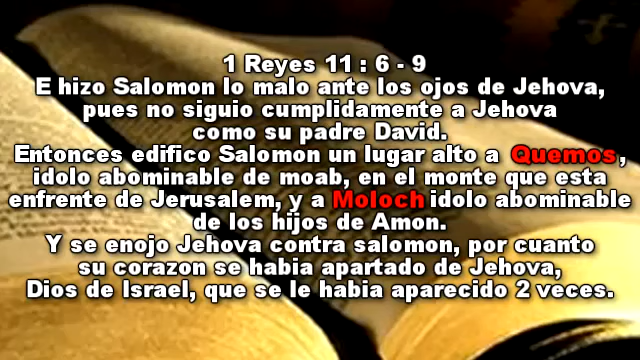 1 Reyes 11 : 6 - 9
E hizo Salomon lo malo ante los ojos de Jehova,
pues no siguio cumplidamente a Jehova
como su padre David.
Entonces edifico Salomon un lugar alto a Quemos,
idolo abominable de moab, en el monte que esta
enfrente de Jerusalem, y a Moloch idolo abominable
de los hijos de Amon.
Y se enojo Jehova contra salomon, por cuanto
su corazon se habia apartado de Jehova,
Dios de Israel, que se le habia aparecido 2 veces.